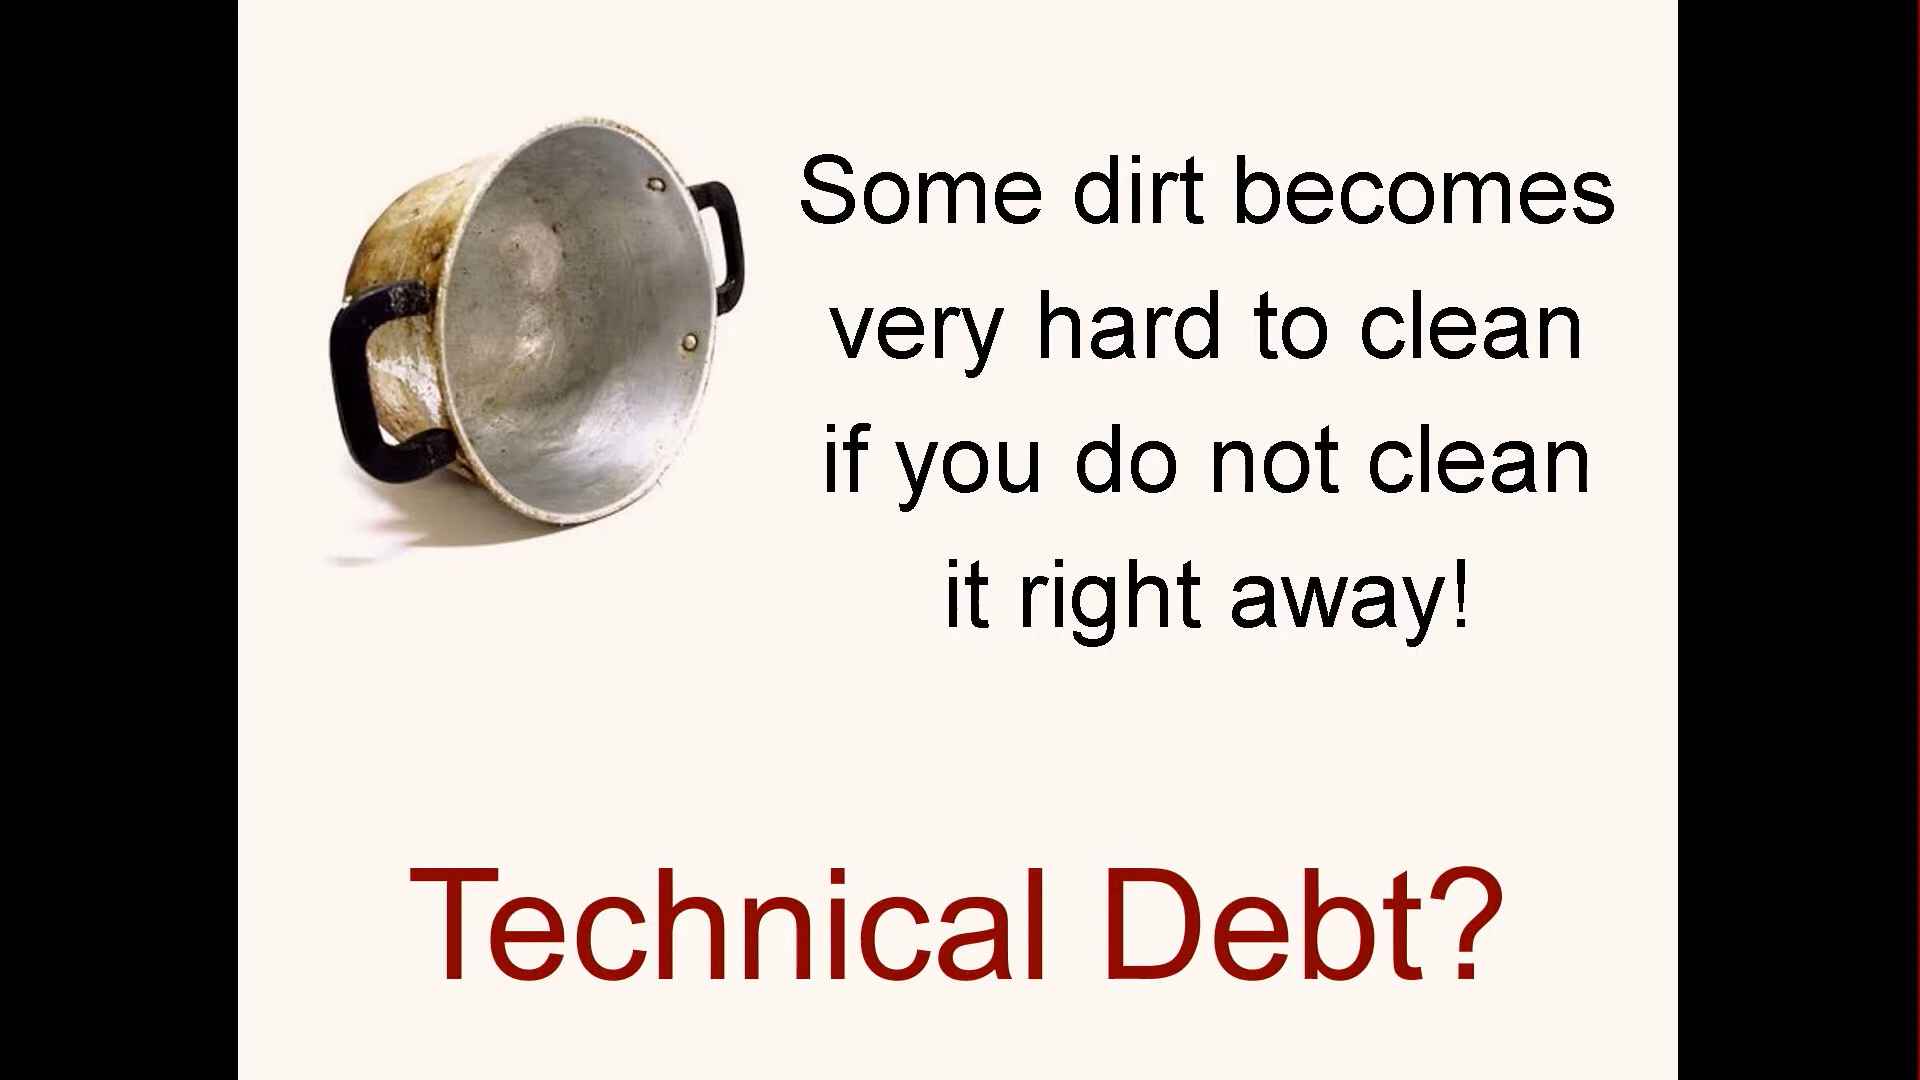 Some dirt becomes
very hard to clean
if you do not clean
it right away!
Technical Debt?